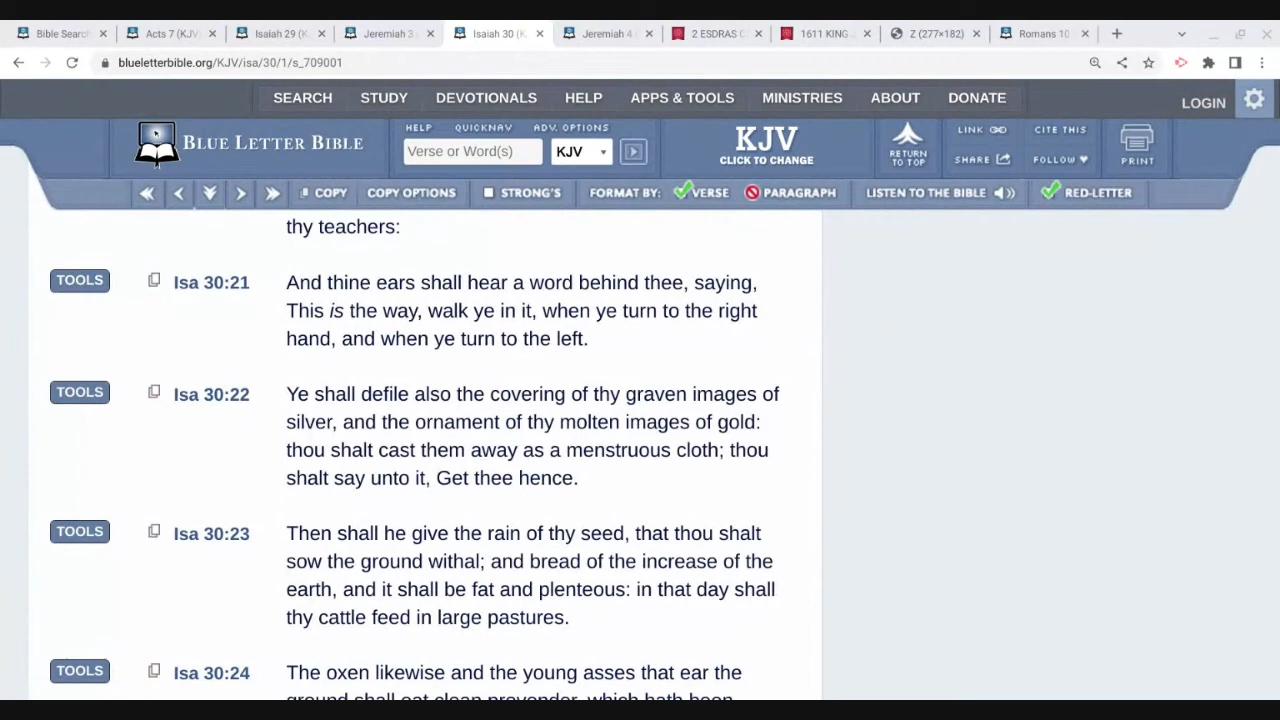 Bible Search
Acts 7 (KJV)
Isaiah 29 (K
Jeremiah 3
Isaiah 30 (K
Jeremiah 4
2 ESDRAS C
1611 KING
Z (277×182)
Romans 10
blueletterbible.org/KJV/isa/30/1/s_709001
SEARCH STUDY DEVOTIONALS HELP APPS & TOOLS MINISTRIES ABOUT DONATE LOGIN
BLUE LETTER BIBLE
HELP QUICKNAV ADV. OPTIONS
Verse or Word(s) KJV
KJV
CLICK TO CHANGE
RETURN
TO TOP
LINK CITE THIS
SHARE FOLLOW
PRINT
COPY COPY OPTIONS STRONG'S FORMAT BY: VERSE PARAGRAPH LISTEN TO THE BIBLE RED-LETTER
thy teachers:
TOOLS Isa 30:21 And thine ears shall hear a word behind thee, saying,
This is the way, walk ye in it, when ye turn to the right
hand, and when ye turn to the left.
TOOLS Isa 30:22 Ye shall defile also the covering of thy graven images of
silver, and the ornament of thy molten images of gold:
thou shalt cast them away as a menstruous cloth; thou
shalt say unto it, Get thee hence.
TOOLS Isa 30:23 Then shall he give the rain of thy seed, that thou shalt
sow the ground withal; and bread of the increase of the
earth, and it shall be fat and plenteous: in that day shall
thy cattle feed in large pastures.
TOOLS Isa 30:24 The oxen likewise and the young asses that ear the
ground shall eat clean provender, which hath been